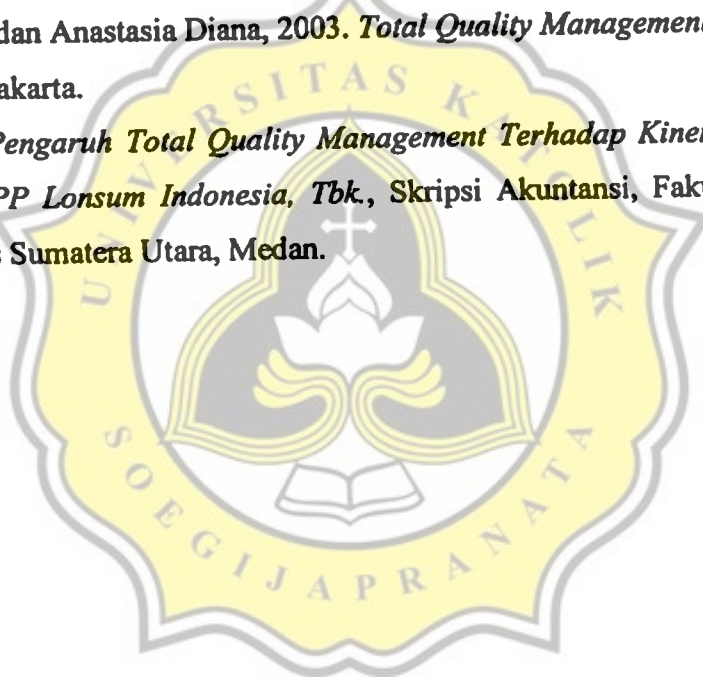 dan Anastasia Diana, 2003. Total Quality Management
akarta.
Pengaruh Total Quality Management Terhadap Kiner
PP Lonsum Indonesia, Tbk., Skripsi Akuntansi, Faku
s Sumatera Utara, Medan.
UNIVERSITAS KATOLIK
SOEGIJAPRANATA